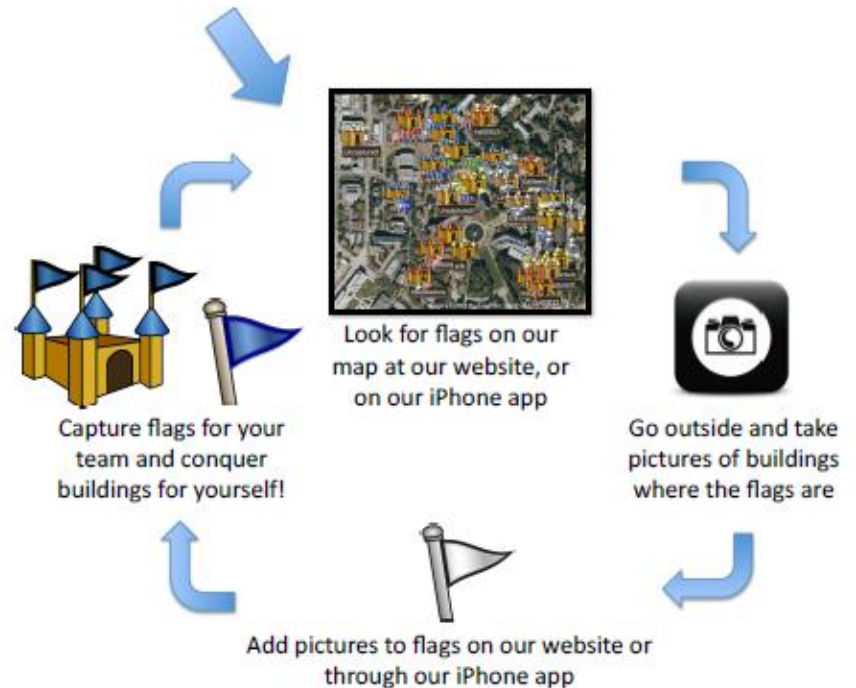 Look for flags on our
map at our website, or
on our iPhone app
Capture flags for your
team and conquer
buildings for yourself!
Go outside and take
pictures of buildings
where the flags are
Add pictures to flags on our website or
through our iPhone app